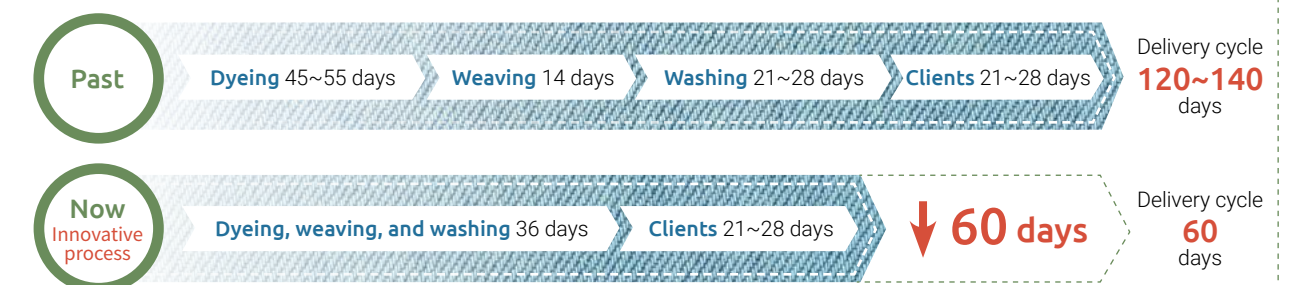 Past
Dyeing 45~55 days
Weaving 14 days
Washing 21~28 days
Clients 21~28 days
Delivery cycle
120~140
days
Now
Innovative
process
Dyeing, weaving, and washing 36 days
Clients 21~28 days
60 days
Delivery cycle
60
days